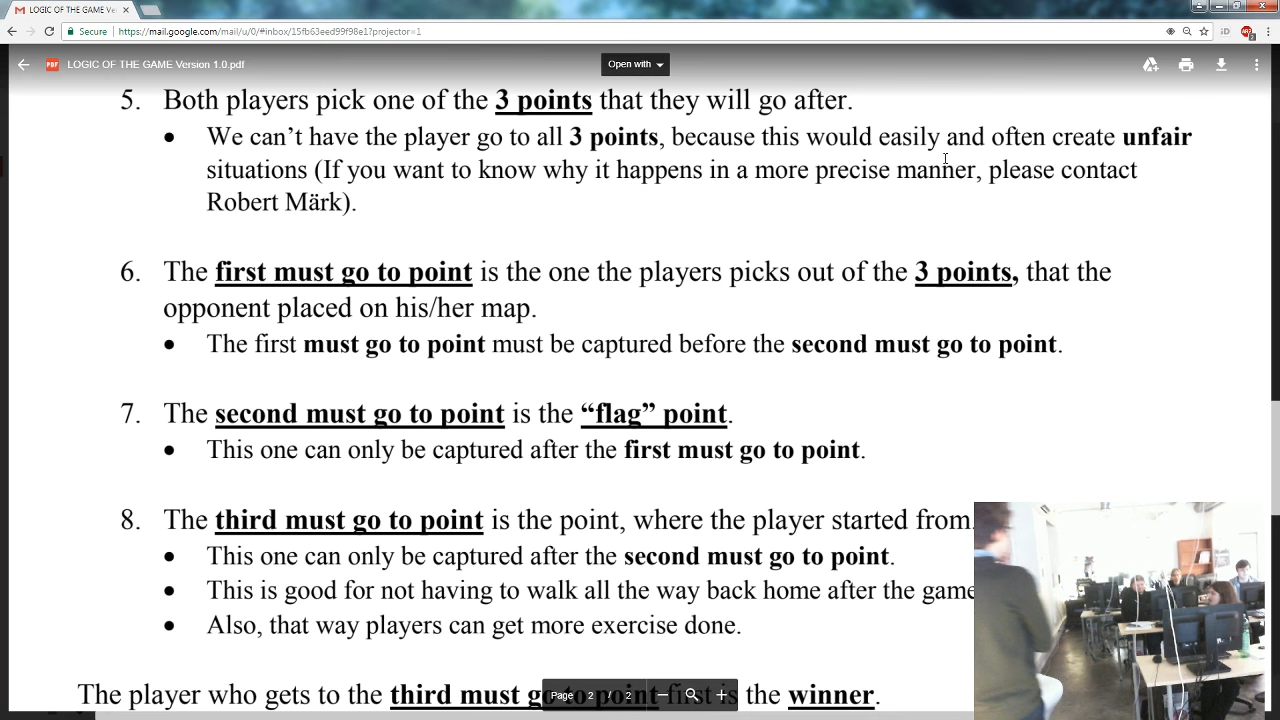 LOGIC OF THE GAME Ve
Secure https://mail.google.com/mail/u/0/#inbox/15fb63eed99f98e1?projector=1
PDF LOGIC OF THE GAME Version 1.0.pdf
Open with
5. Both players pick one of the 3 points that they will go after.
• We can’t have the player go to all 3 points, because this would easily and often create unfair
situations (If you want to know why it happens in a more precise manner, please contact
Robert Märk).
6. The first must go to point is the one the players picks out of the 3 points, that the
opponent placed on his/her map.
• The first must go to point must be captured before the second must go to point.
7. The second must go to point is the “flag” point.
• This one can only be captured after the first must go to point.
8. The third must go to point is the point, where the player started from.
• This one can only be captured after the second must go to point.
• This is good for not having to walk all the way back home after the game
• Also, that way players can get more exercise done.
The player who gets to the third must go to point first is the winner.
Page 2 / 2